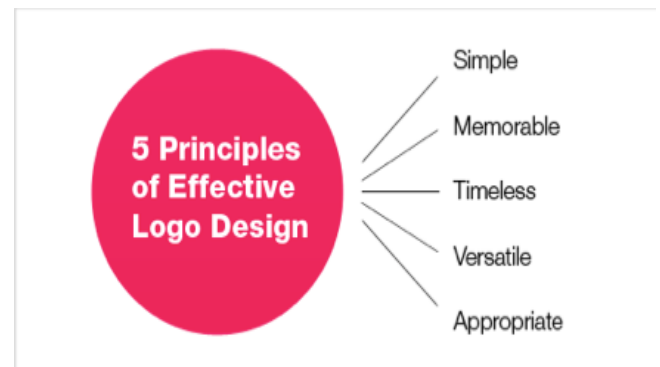 5 Principles
of Effective
Logo Design
Simple
Memorable
Timeless
Versatile
Appropriate